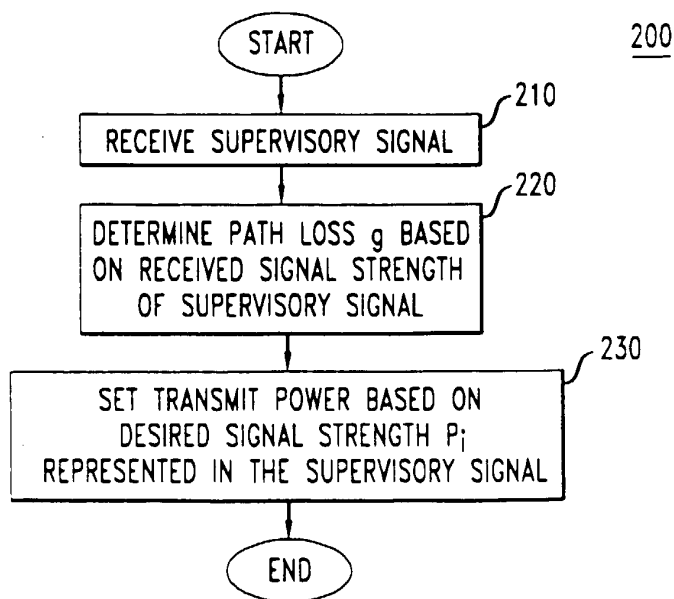 START
200
210
RECEIVE SUPERVISORY SIGNAL
220
DETERMINE PATH LOSS g BASED
ON RECEIVED SIGNAL STRENGTH
OF SUPERVISORY SIGNAL
230
SET TRANSMIT POWER BASED ON
DESIRED SIGNAL STRENGTH Pi
REPRESENTED IN THE SUPERVISORY SIGNAL
END